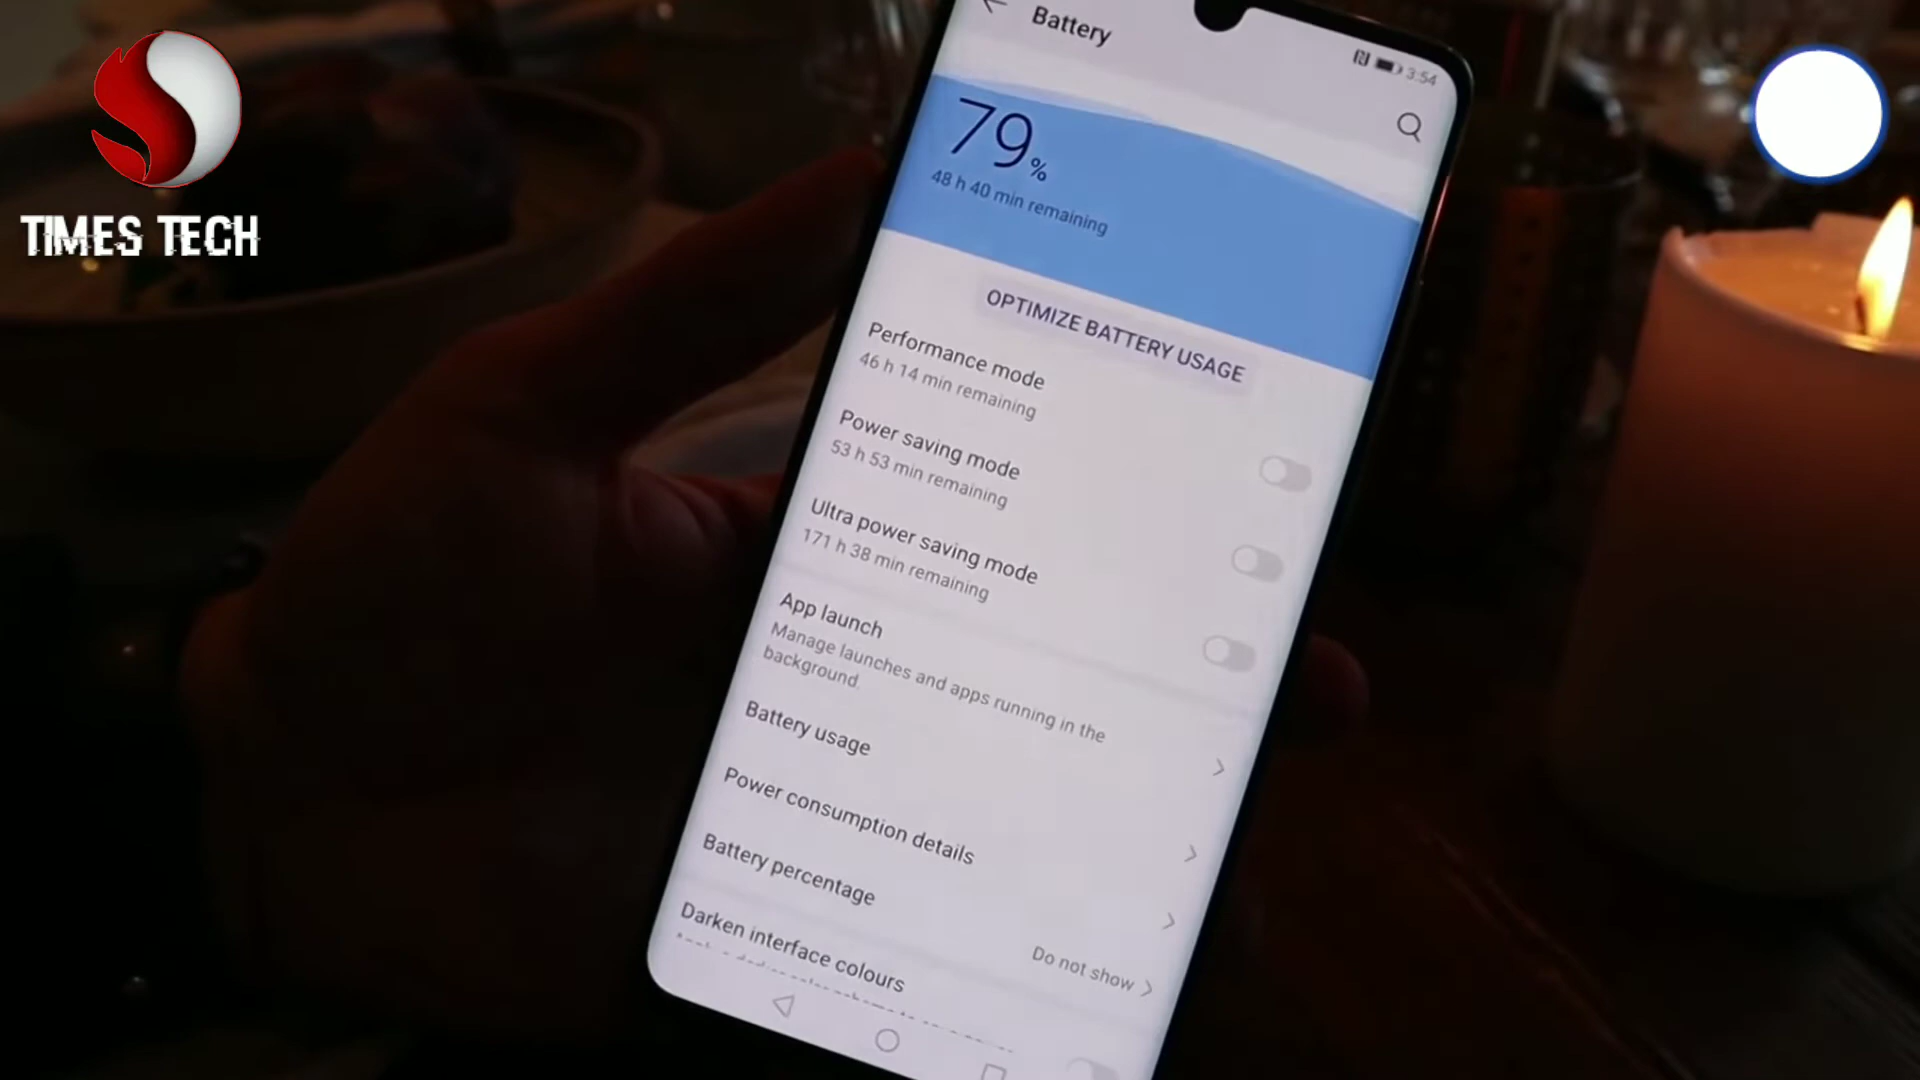 TIMES TECH
Battery
3:54
79%
48 h 40 min remaining
OPTIMIZE BATTERY USAGE
Performance mode
46 h 14 min remaining
Power saving mode
53 h 53 min remaining
Ultra power saving mode
171 h 38 min remaining
App launch
Manage launches and apps running in the
background.
Battery usage
Power consumption details
Battery percentage
Do not show
Darken interface colours